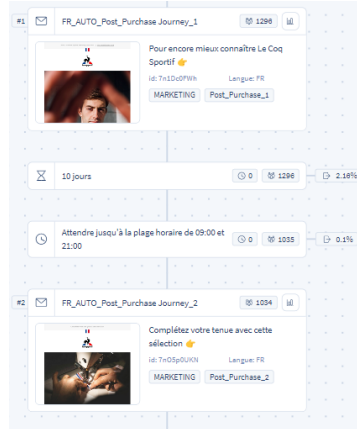 #1 FR_AUTO_Post_Purchase Journey_1 1296
Pour encore mieux connaître Le Coq
Sportif 👉
id: 7n1Dc0FWh Langue: FR
MARKETING Post_Purchase_1
10 jours 0 1296 2.16%
Attendre jusqu'à la plage horaire de 09:00 et
21:00
0 1035 0.1%
#2 FR_AUTO_Post_Purchase Journey_2 1034
Complétez votre tenue avec cette
sélection 👉
id: 7nO5p0UKN Langue: FR
MARKETING Post_Purchase_2